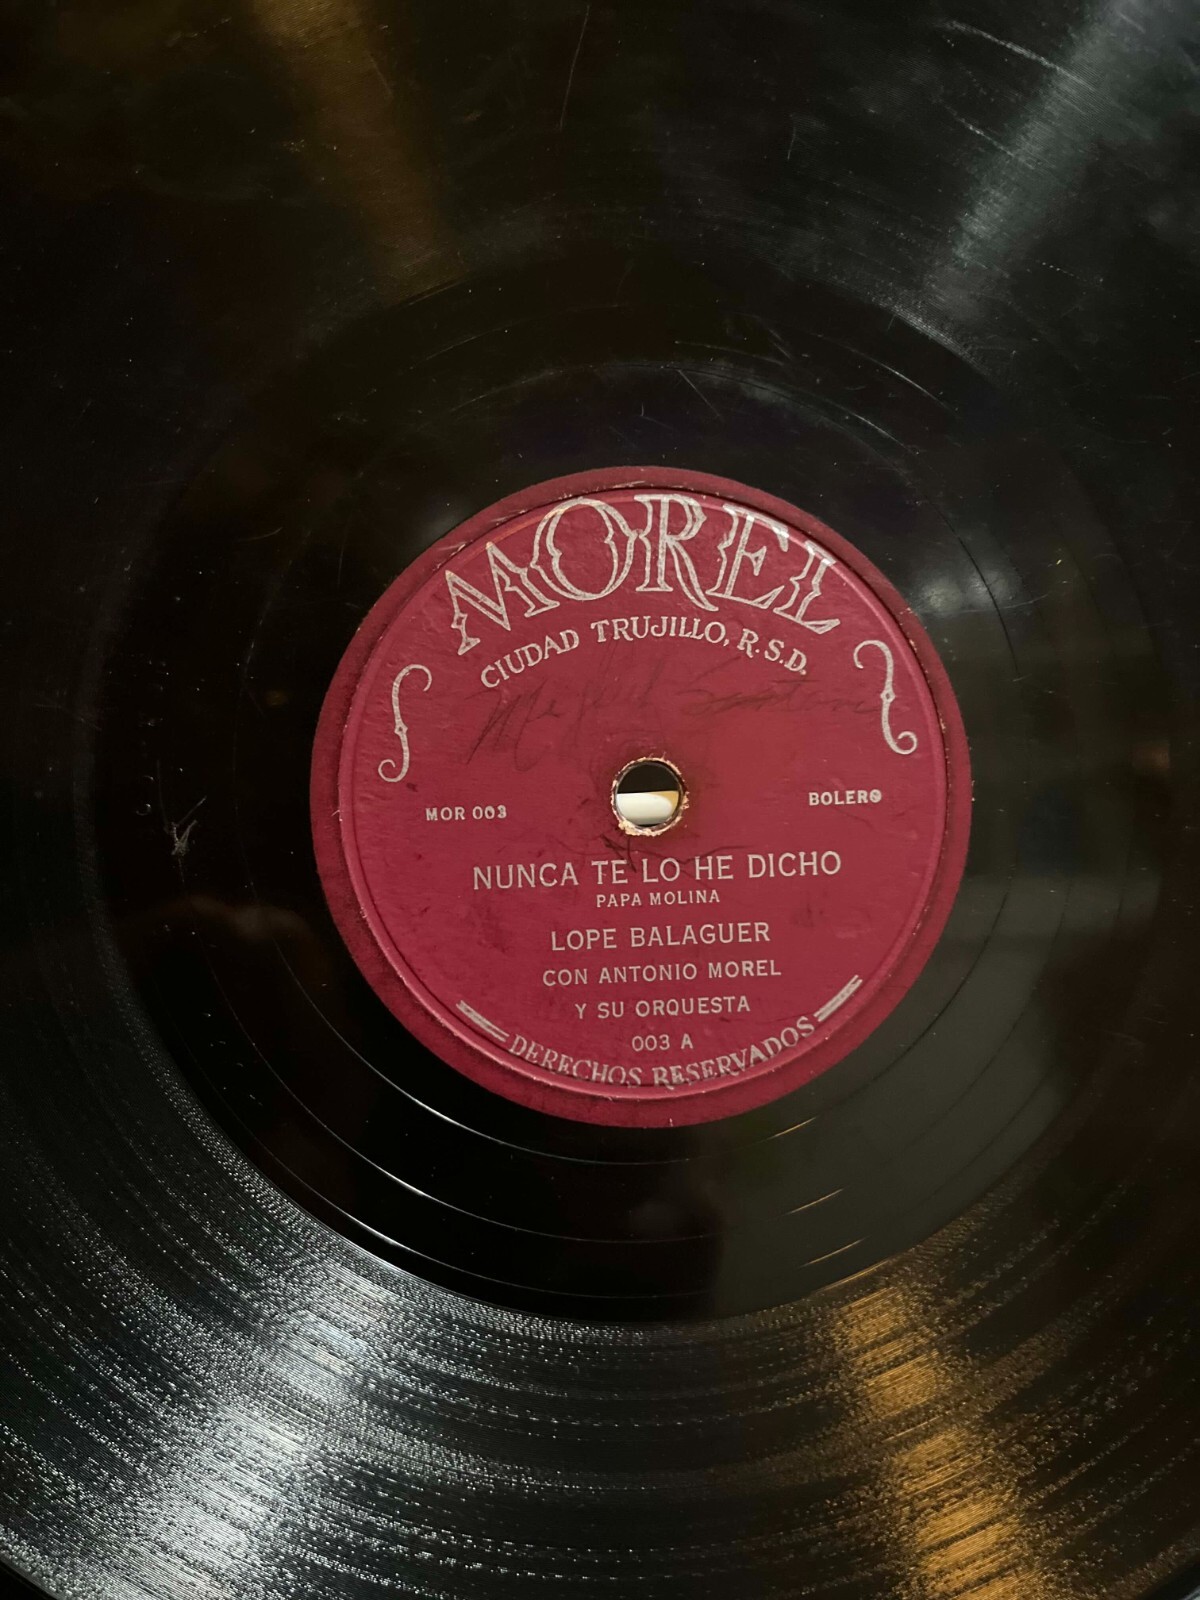 MOREL
CIUDAD TRUJILLO, R.S.D.
MOR 003
BOLERO
NUNCA TE LO HE DICHO
PAPA MOLINA
LOPE BALAGUER
CON ANTONIO MOREL
Y SU ORQUESTA
003 A
DERECHOS RESERVADOS